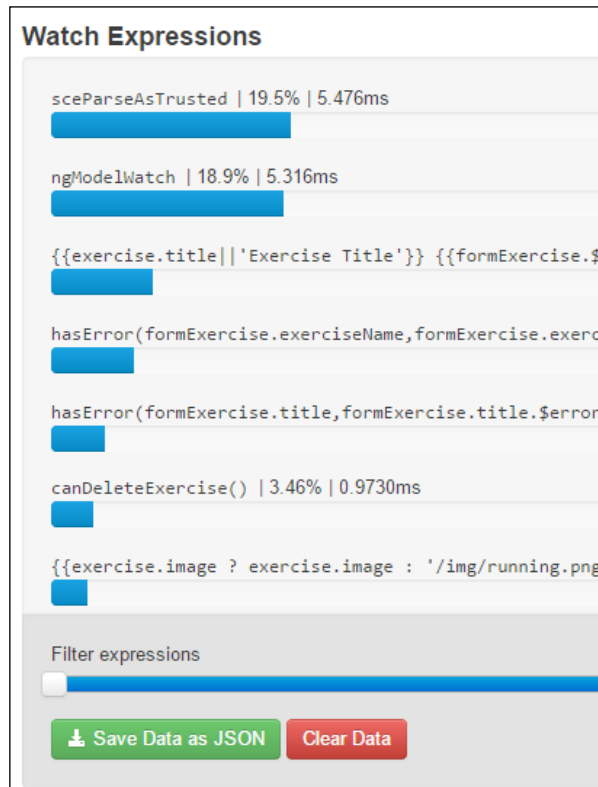 Watch Expressions
sceParseAsTrusted | 19.5% | 5.476ms
ngModelWatch | 18.9% | 5.316ms
{{exercise.title||'Exercise Title'}} {{formExercise.$
hasError(formExercise.exerciseName,formExercise.exerc
hasError(formExercise.title,formExercise.title.$error
canDeleteExercise() | 3.46% | 0.9730ms
{{exercise.image ? exercise.image : '/img/running.png
Filter expressions
Save Data as JSON Clear Data